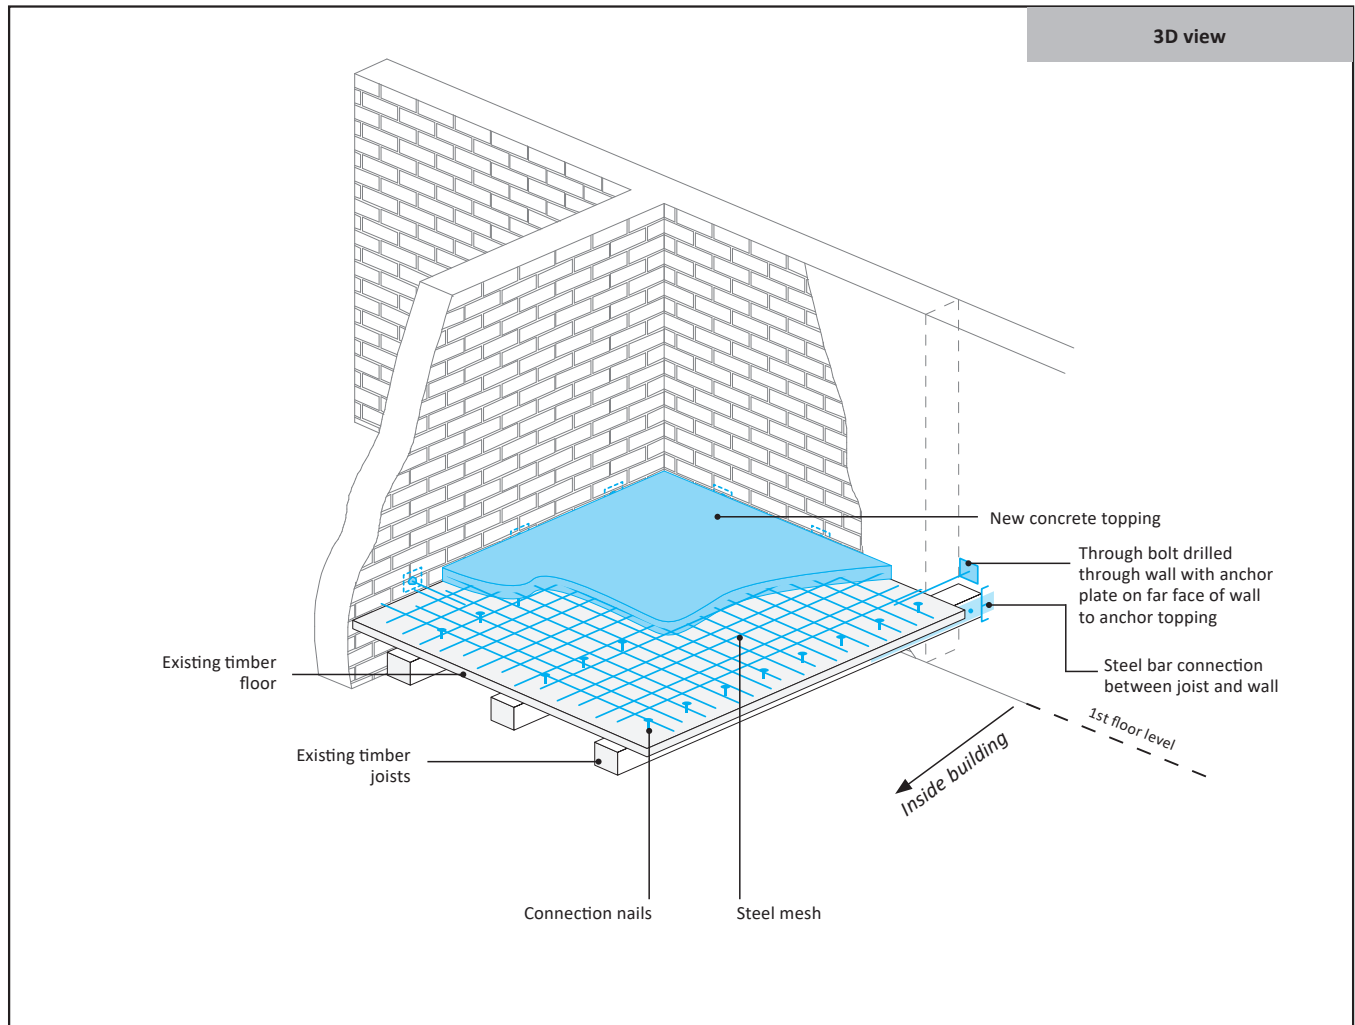 3D view
New concrete topping
Through bolt drilled
through wall with anchor
plate on far face of wall
to anchor topping
Steel bar connection
between joist and wall
1st floor level
Inside building
Existing timber
floor
Existing timber
joists
Connection nails
Steel mesh